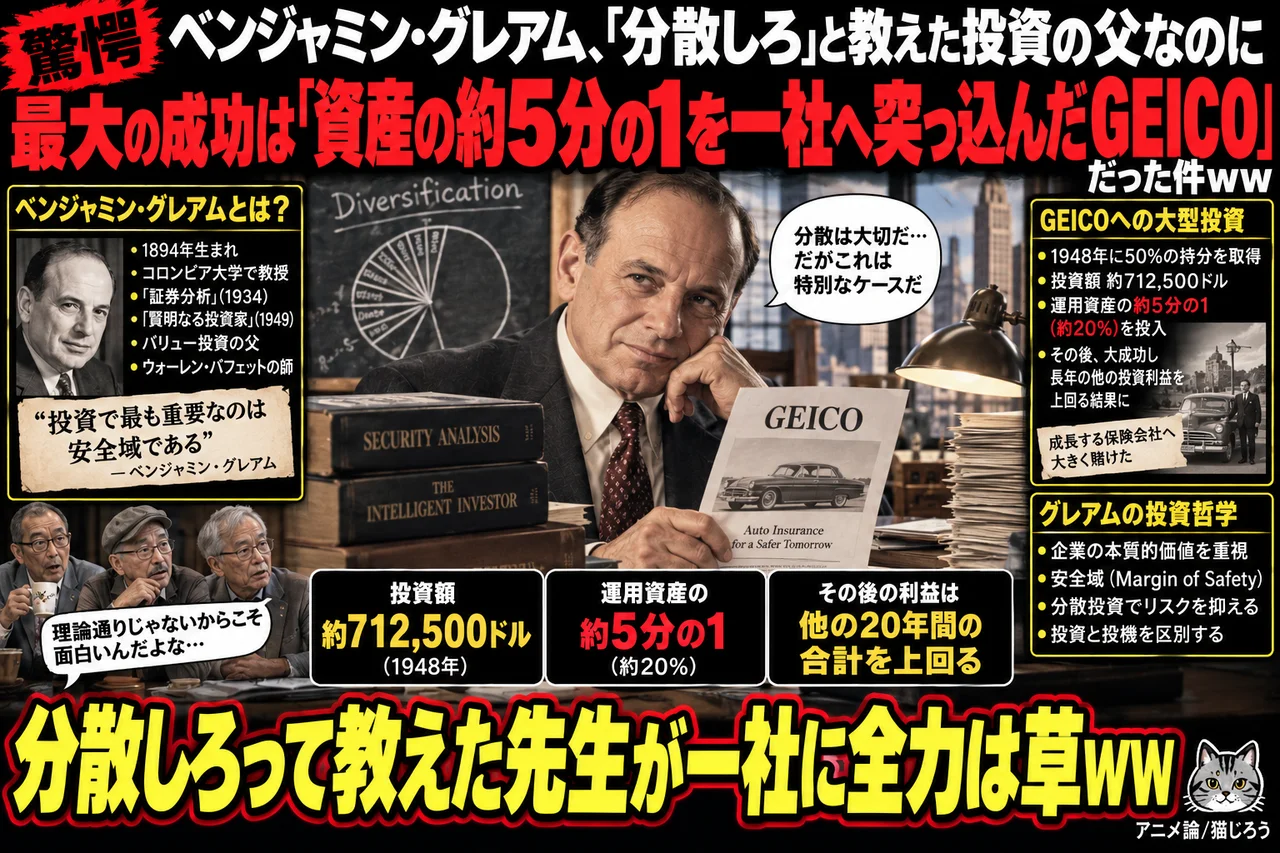 驚愕
ベンジャミン・グレアム、「分散しろ」と教えた投資の父なのに
最大の成功は「資産の約5分の1を一社へ突っ込んだGEICO」
だった件ww
ベンジャミン・グレアムとは？
• 1894年生まれ
• コロンビア大学で教授
• 「証券分析」(1934)
• 「賢明なる投資家」(1949)
• バリュー投資の父
• ウォーレン・バフェットの師
“投資で最も重要なのは
安全域である”
― ベンジャミン・グレアム
Diversification
分散は大切だ…
だがこれは
特別なケースだ
SECURITY ANALYSIS
THE
INTELLIGENT INVESTOR
GEICO
Auto Insurance
for a Safer Tomorrow
GEICOへの大型投資
• 1948年に50%の持分を取得
• 投資額 約712,500ドル
• 運用資産の約5分の1
(約20%)を投入
• その後、大成功し
長年の他の投資利益を
上回る結果に
成長する保険会社へ
大きく賭けた
グレアムの投資哲学
• 企業の本質的価値を重視
• 安全域 (Margin of Safety)
• 分散投資でリスクを抑える
• 投資と投機を区別する
理論通りじゃないからこそ
面白いんだよな…
投資額
約712,500ドル
(1948年)
運用資産の
約5分の1
(約20%)
その後の利益は
他の20年間の
合計を上回る
分散しろって教えた先生が一社に全力は草ww
アニメ論/猫じろう